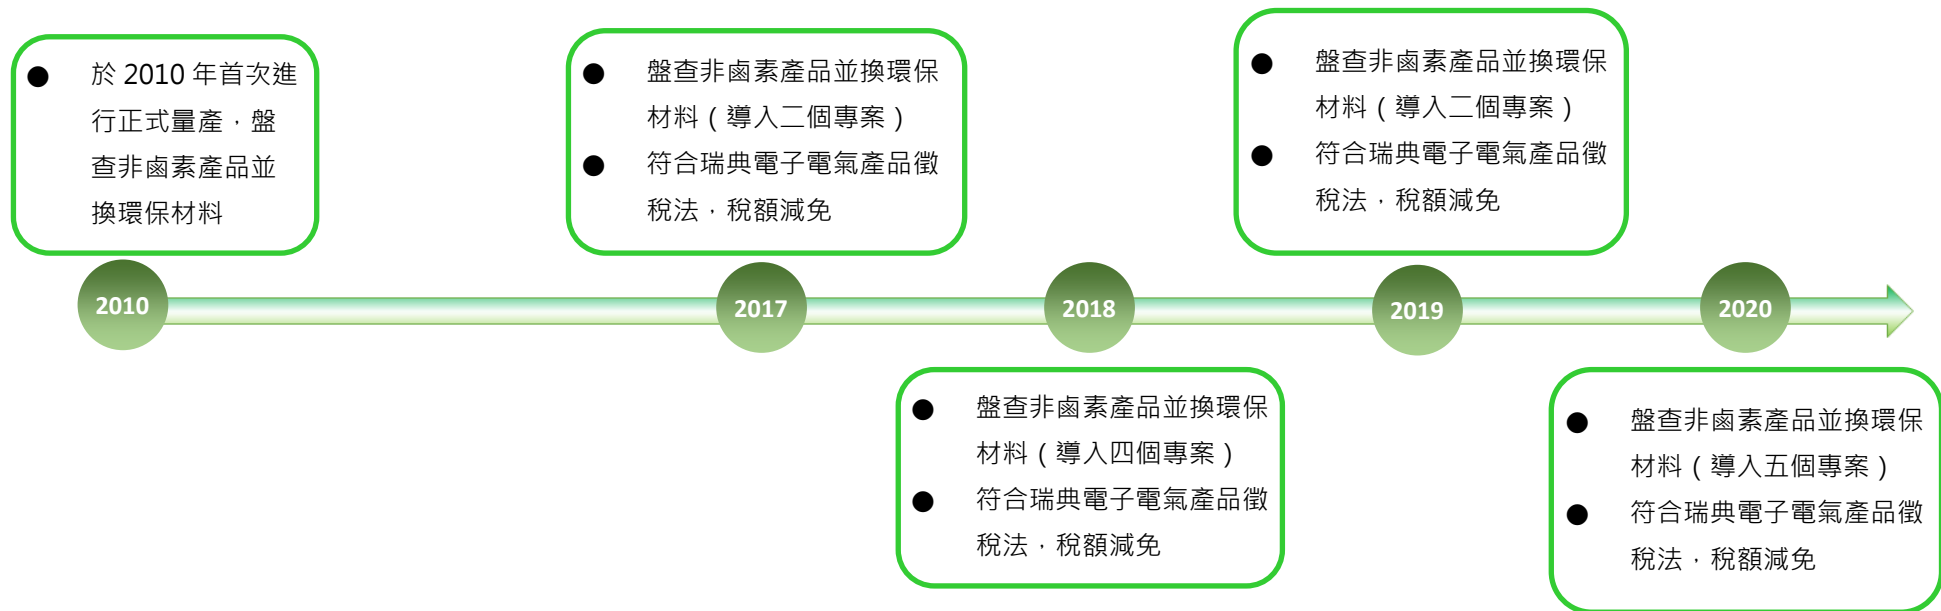 ● 於 2010 年首次進
行正式量產，盤
查非鹵素產品並
換環保材料
● 盤查非鹵素產品並換環保
材料（導入二個專案）
● 符合瑞典電子電氣產品徵
稅法，稅額減免
● 盤查非鹵素產品並換環保
材料（導入二個專案）
● 符合瑞典電子電氣產品徵
稅法，稅額減免
2010
2017
2018
2019
2020
● 盤查非鹵素產品並換環保
材料（導入四個專案）
● 符合瑞典電子電氣產品徵
稅法，稅額減免
● 盤查非鹵素產品並換環保
材料（導入五個專案）
● 符合瑞典電子電氣產品徵
稅法，稅額減免